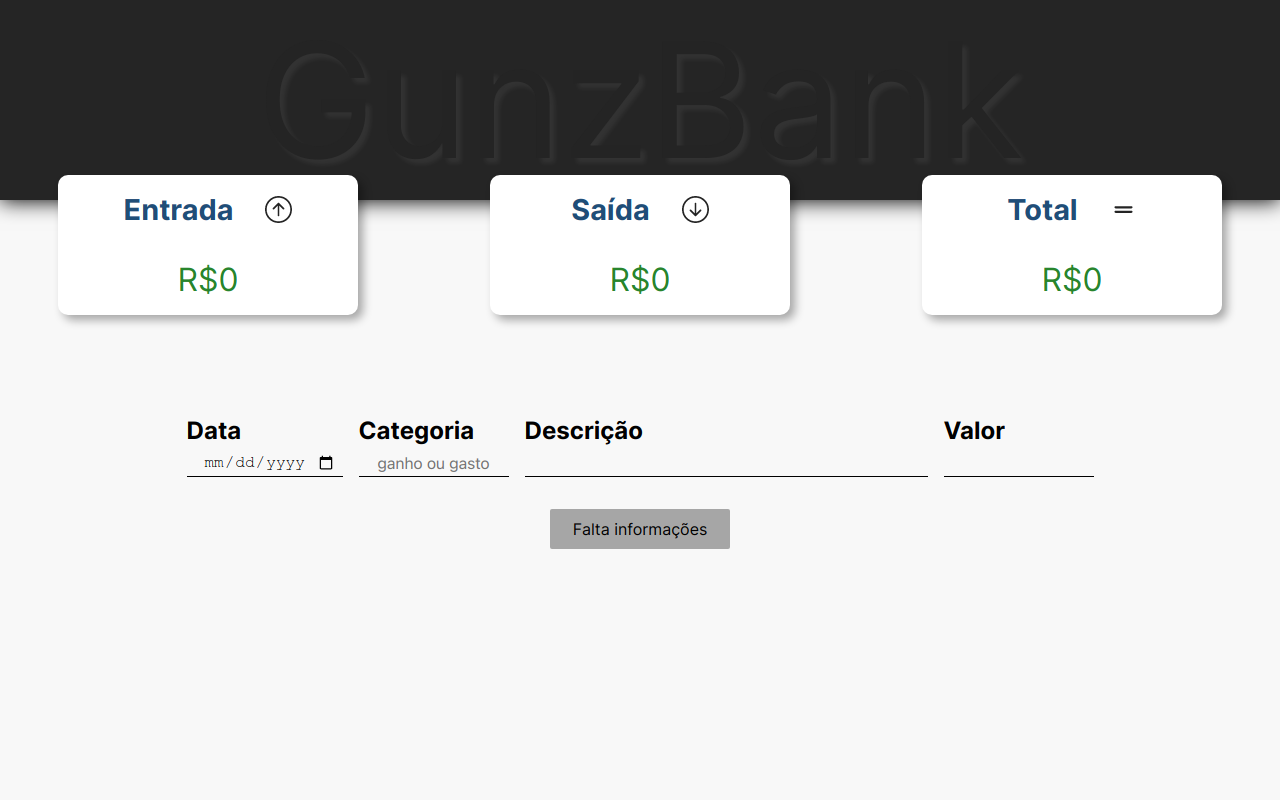 GunzBank
Entrada
R$0
Saída
R$0
Total
R$0
Data
mm/dd/yyyy
Categoria
ganho ou gasto
Descrição
Valor
Falta informações